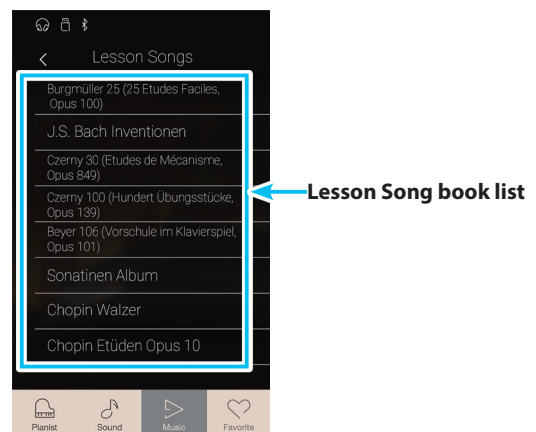 Lesson Songs
Burgmüller 25 (25 Etudes Faciles,
Opus 100)
J.S. Bach Inventionen
Czerny 30 (Etudes de Mécanisme,
Opus 849)
Czerny 100 (Hundert Übungsstücke,
Opus 139)
Beyer 106 (Vorschule im Klavierspiel,
Opus 101)
Sonatinen Album
Chopin Walzer
Chopin Etüden Opus 10
Lesson Song book list
Pianist Sound Music Favorite